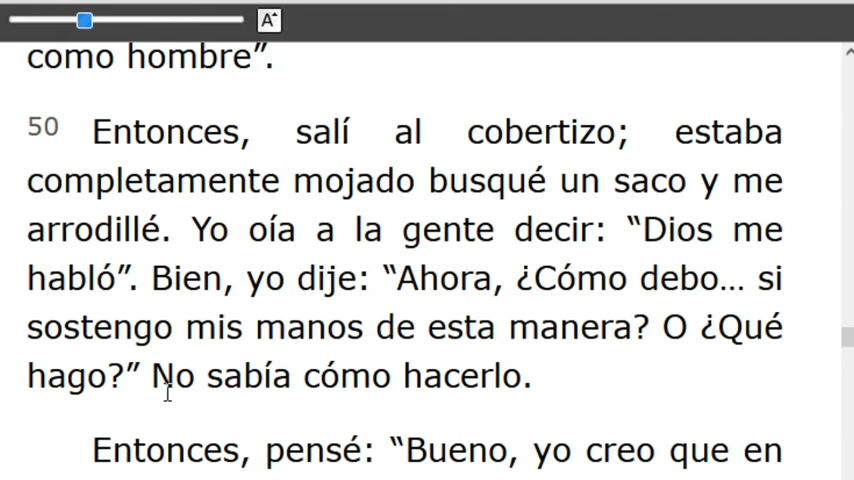 A
como hombre”.
50 Entonces, salí al cobertizo; estaba
completamente mojado busqué un saco y me
arrodillé. Yo oía a la gente decir: “Dios me
habló”. Bien, yo dije: “Ahora, ¿Cómo debo… si
sostengo mis manos de esta manera? O ¿Qué
hago?” No sabía cómo hacerlo.
Entonces, pensé: “Bueno, yo creo que en